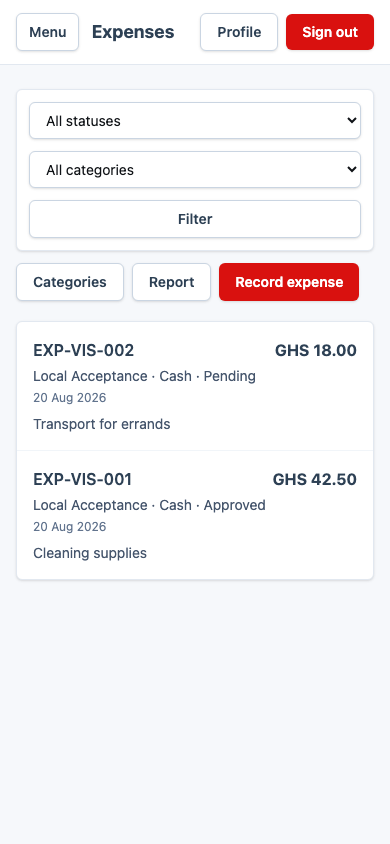 Menu Expenses Profile Sign out
All statuses
All categories
Filter
Categories Report Record expense
EXP-VIS-002 GHS 18.00
Local Acceptance · Cash · Pending
20 Aug 2026
Transport for errands
EXP-VIS-001 GHS 42.50
Local Acceptance · Cash · Approved
20 Aug 2026
Cleaning supplies